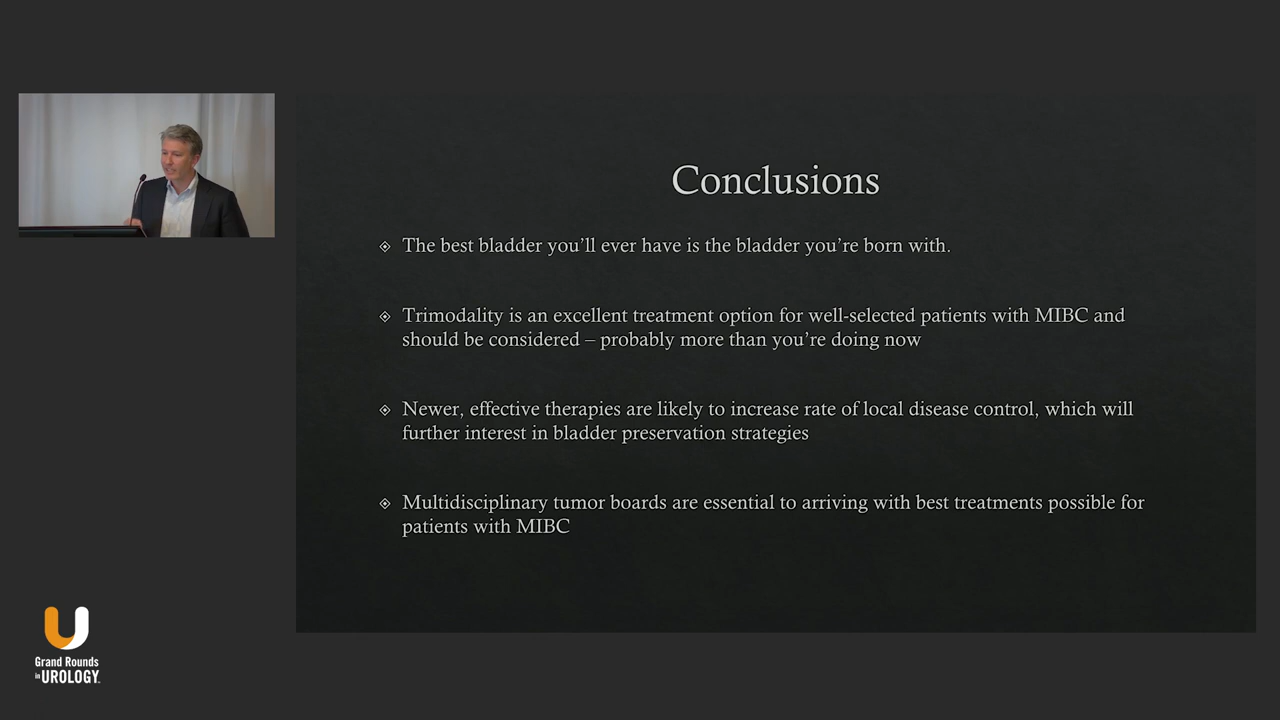 Conclusions
The best bladder you’ll ever have is the bladder you’re born with.
Trimodality is an excellent treatment option for well-selected patients with MIBC and
should be considered – probably more than you’re doing now
Newer, effective therapies are likely to increase rate of local disease control, which will
further interest in bladder preservation strategies
Multidisciplinary tumor boards are essential to arriving with best treatments possible for
patients with MIBC
Grand Rounds
in UROLOGY